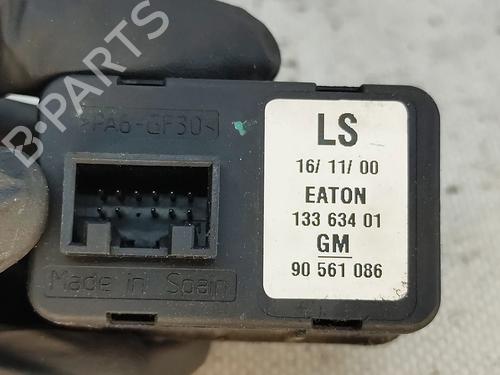 B-PARTS
>PA6-GF30<
LS
16/ 11/ 00
EATON
133 634 01
GM
90 561 086
Made in Spain